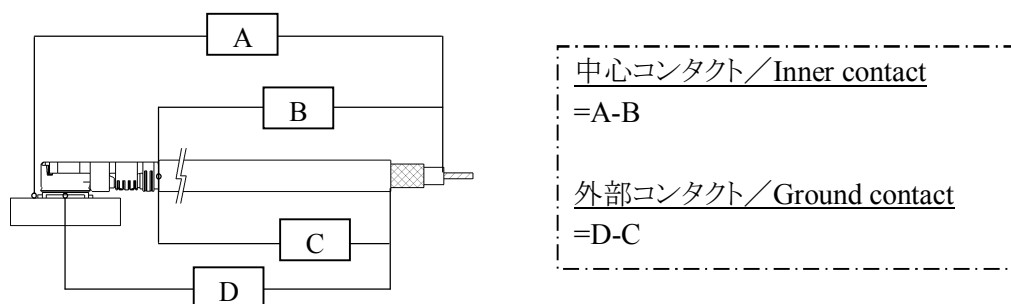 A
B
C
D
中心コンタクト／Inner contact
=A-B
外部コンタクト／Ground contact
=D-C